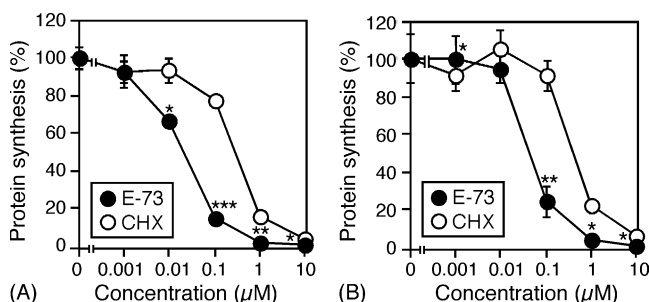 120
100
80
60
40
20
0
Protein synthesis (%)
*
***
**
*
E-73
CHX
0 0.001 0.01 0.1 1 10
(A) Concentration (µM)
120
100
80
60
40
20
0
Protein synthesis (%)
*
**
*
*
E-73
CHX
0 0.001 0.01 0.1 1 10
(B) Concentration (µM)